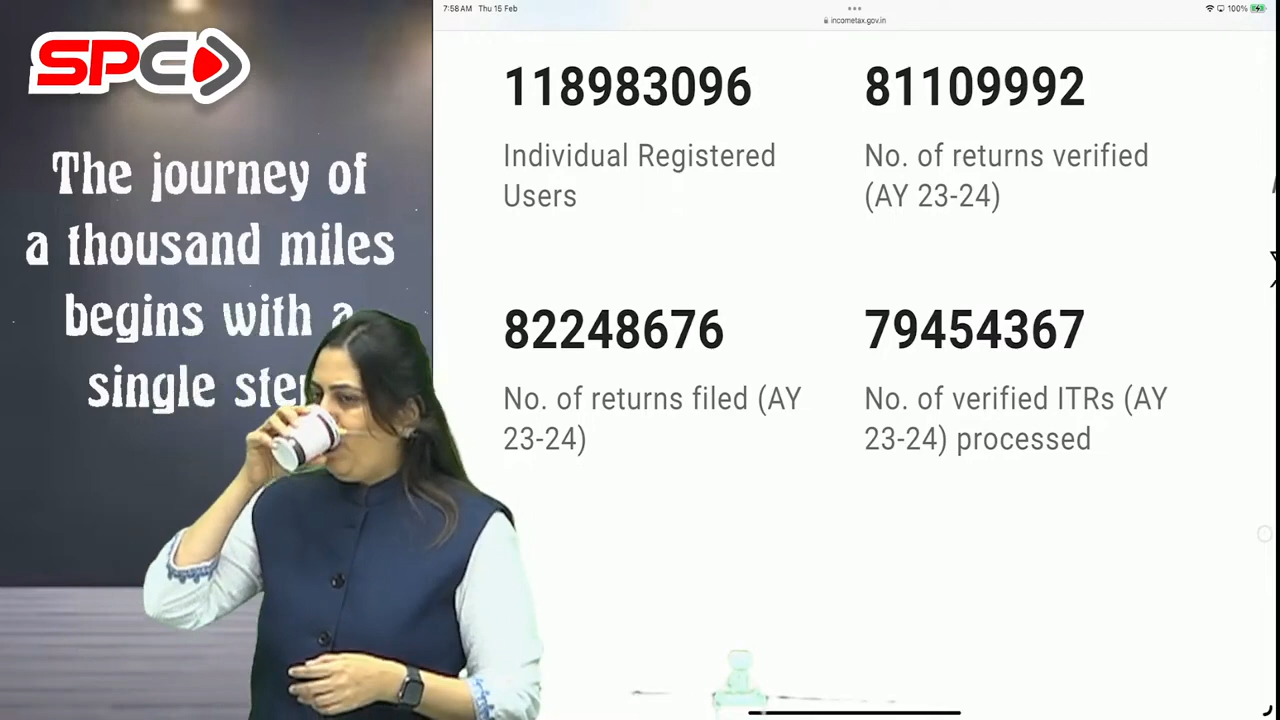 SPED
The journey of
a thousand miles
begins with a
single step
7:58 AM Thu 15 Feb
incometax.gov.in
100%
118983096
Individual Registered
Users
81109992
No. of returns verified
(AY 23-24)
82248676
No. of returns filed (AY
23-24)
79454367
No. of verified ITRs (AY
23-24) processed